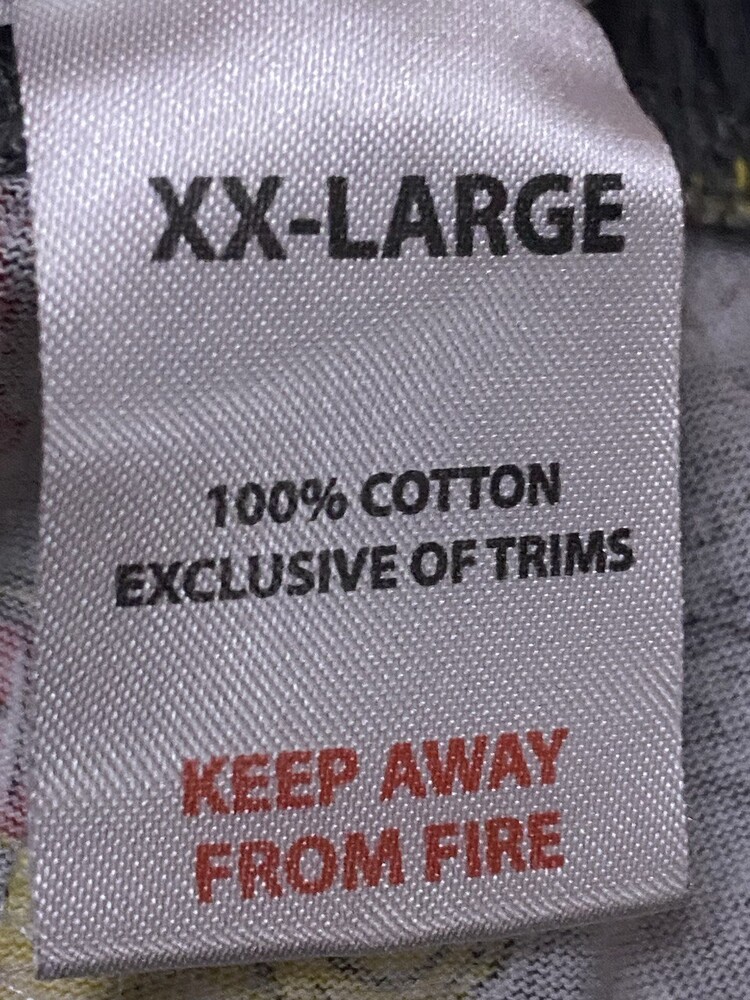 XX-LARGE
100% COTTON
EXCLUSIVE OF TRIMS
KEEP AWAY
FROM FIRE